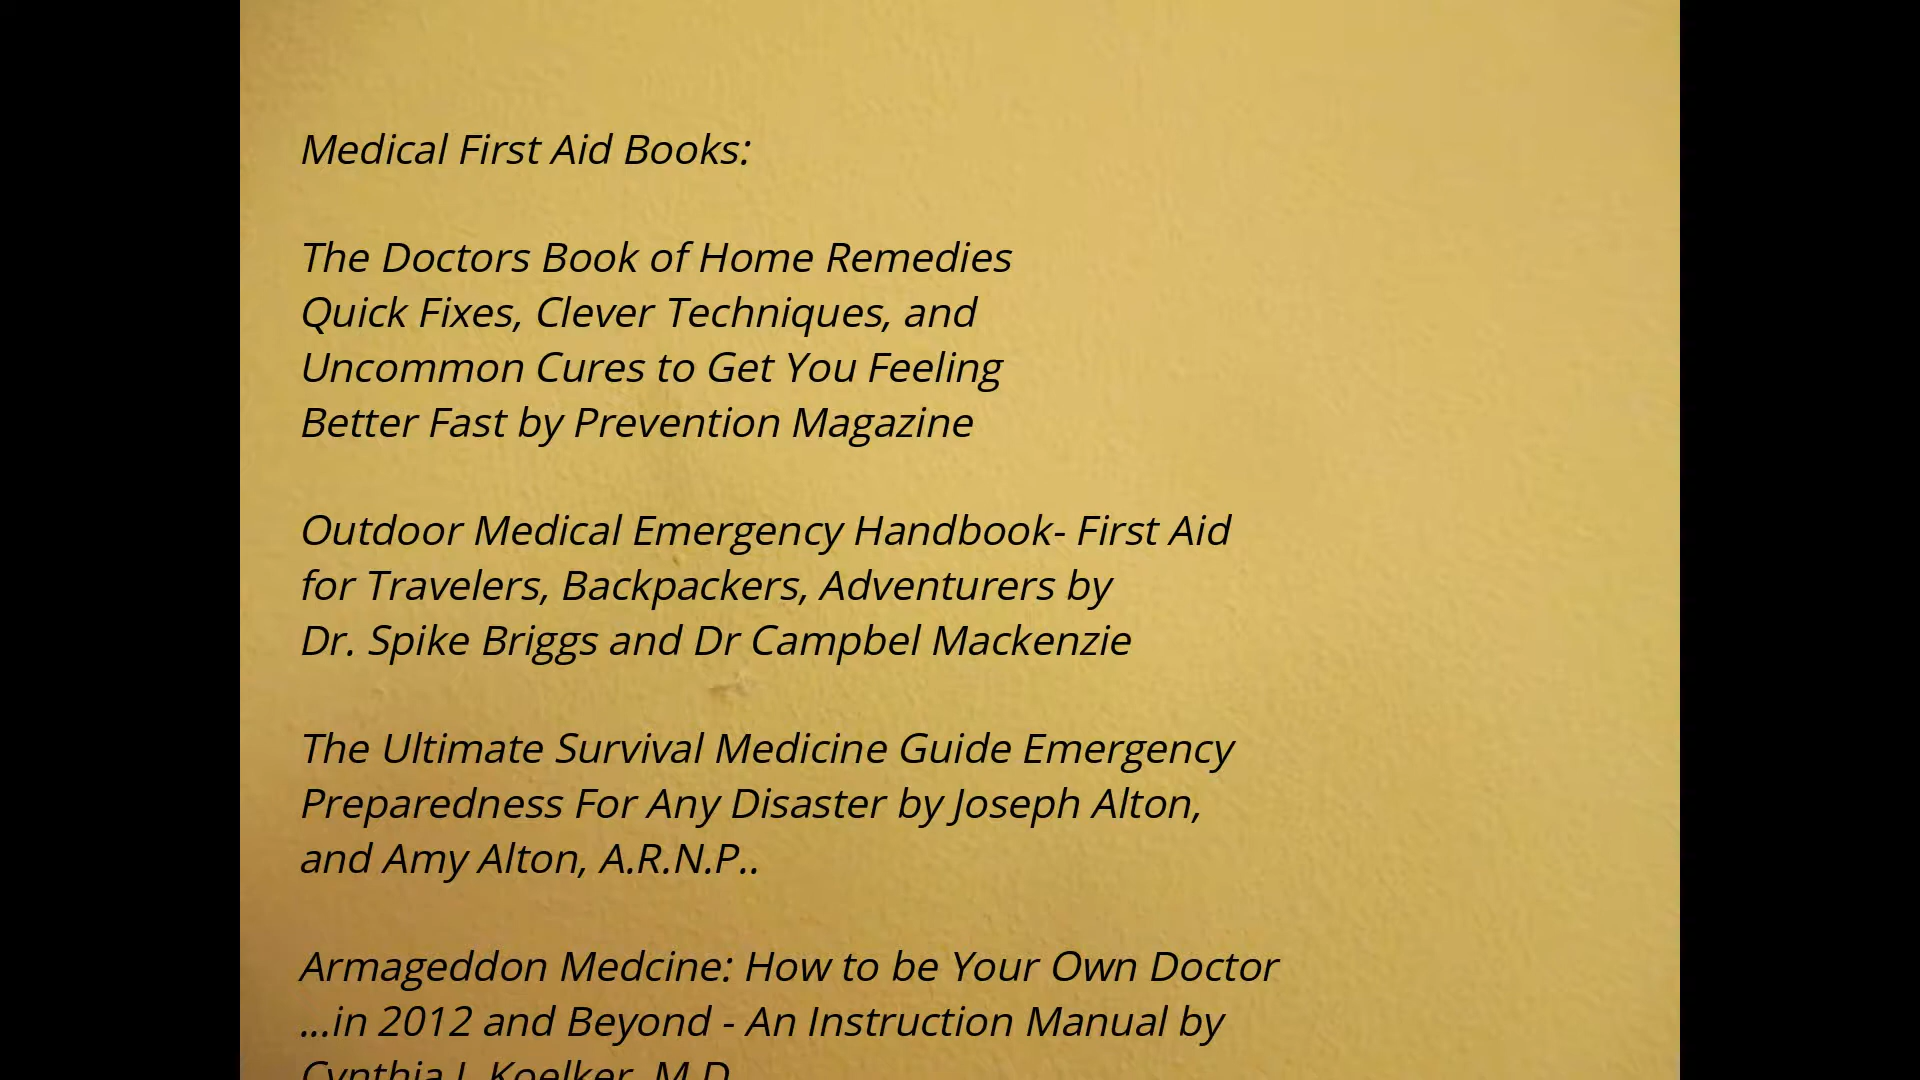 Medical First Aid Books:
The Doctors Book of Home Remedies
Quick Fixes, Clever Techniques, and
Uncommon Cures to Get You Feeling
Better Fast by Prevention Magazine
Outdoor Medical Emergency Handbook- First Aid
for Travelers, Backpackers, Adventurers by
Dr. Spike Briggs and Dr Campbel Mackenzie
The Ultimate Survival Medicine Guide Emergency
Preparedness For Any Disaster by Joseph Alton,
and Amy Alton, A.R.N.P..
Armageddon Medcine: How to be Your Own Doctor
...in 2012 and Beyond - An Instruction Manual by
Cynthia J. Koelker, M.D.